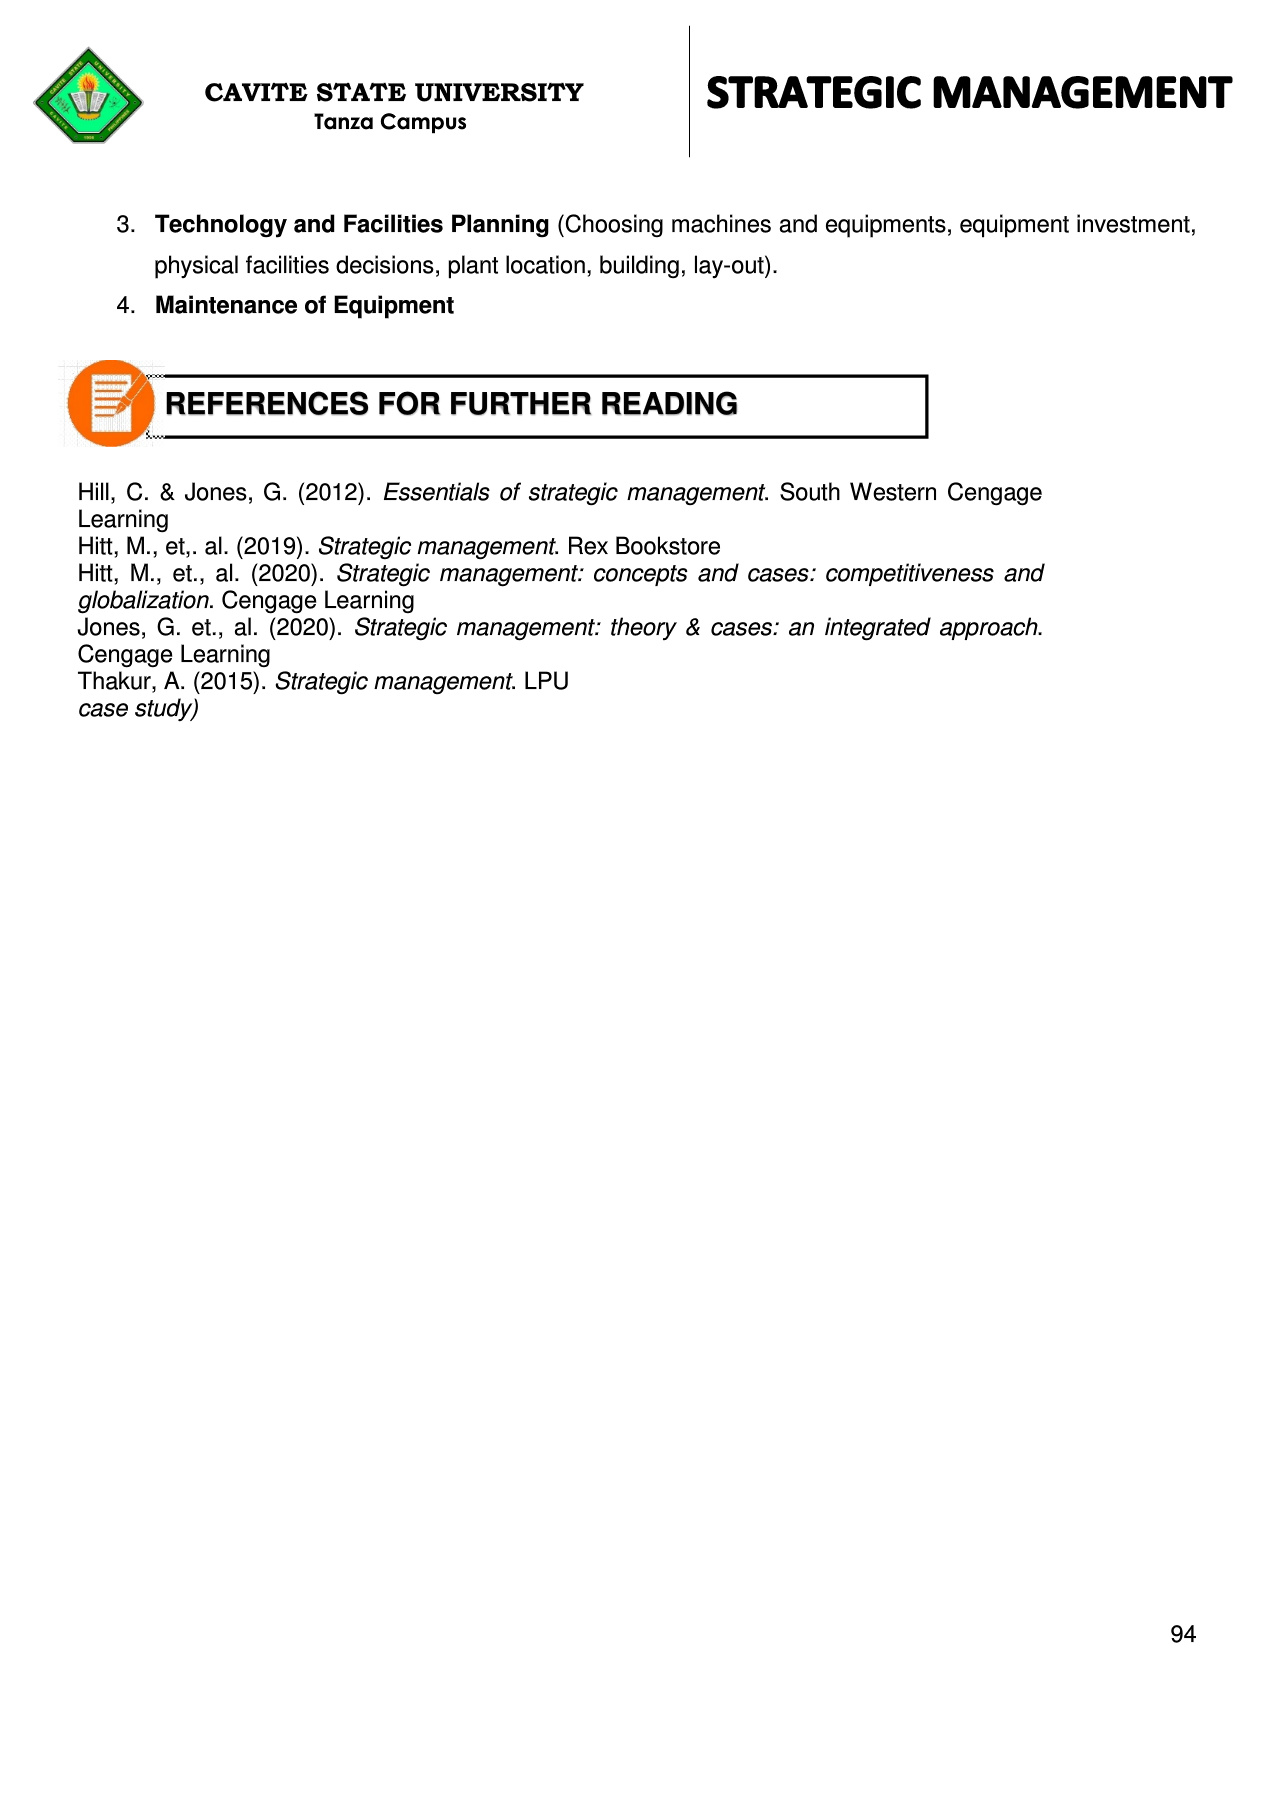 CAVITE STATE UNIVERSITY
Tanza Campus
STRATEGIC MANAGEMENT
3. Technology and Facilities Planning (Choosing machines and equipments, equipment investment,
physical facilities decisions, plant location, building, lay-out).
4. Maintenance of Equipment
REFERENCES FOR FURTHER READING
Hill, C. & Jones, G. (2012). Essentials of strategic management. South Western Cengage
Learning
Hitt, M., et,. al. (2019). Strategic management. Rex Bookstore
Hitt, M., et., al. (2020). Strategic management: concepts and cases: competitiveness and
globalization. Cengage Learning
Jones, G. et., al. (2020). Strategic management: theory & cases: an integrated approach.
Cengage Learning
Thakur, A. (2015). Strategic management. LPU
case study)
94